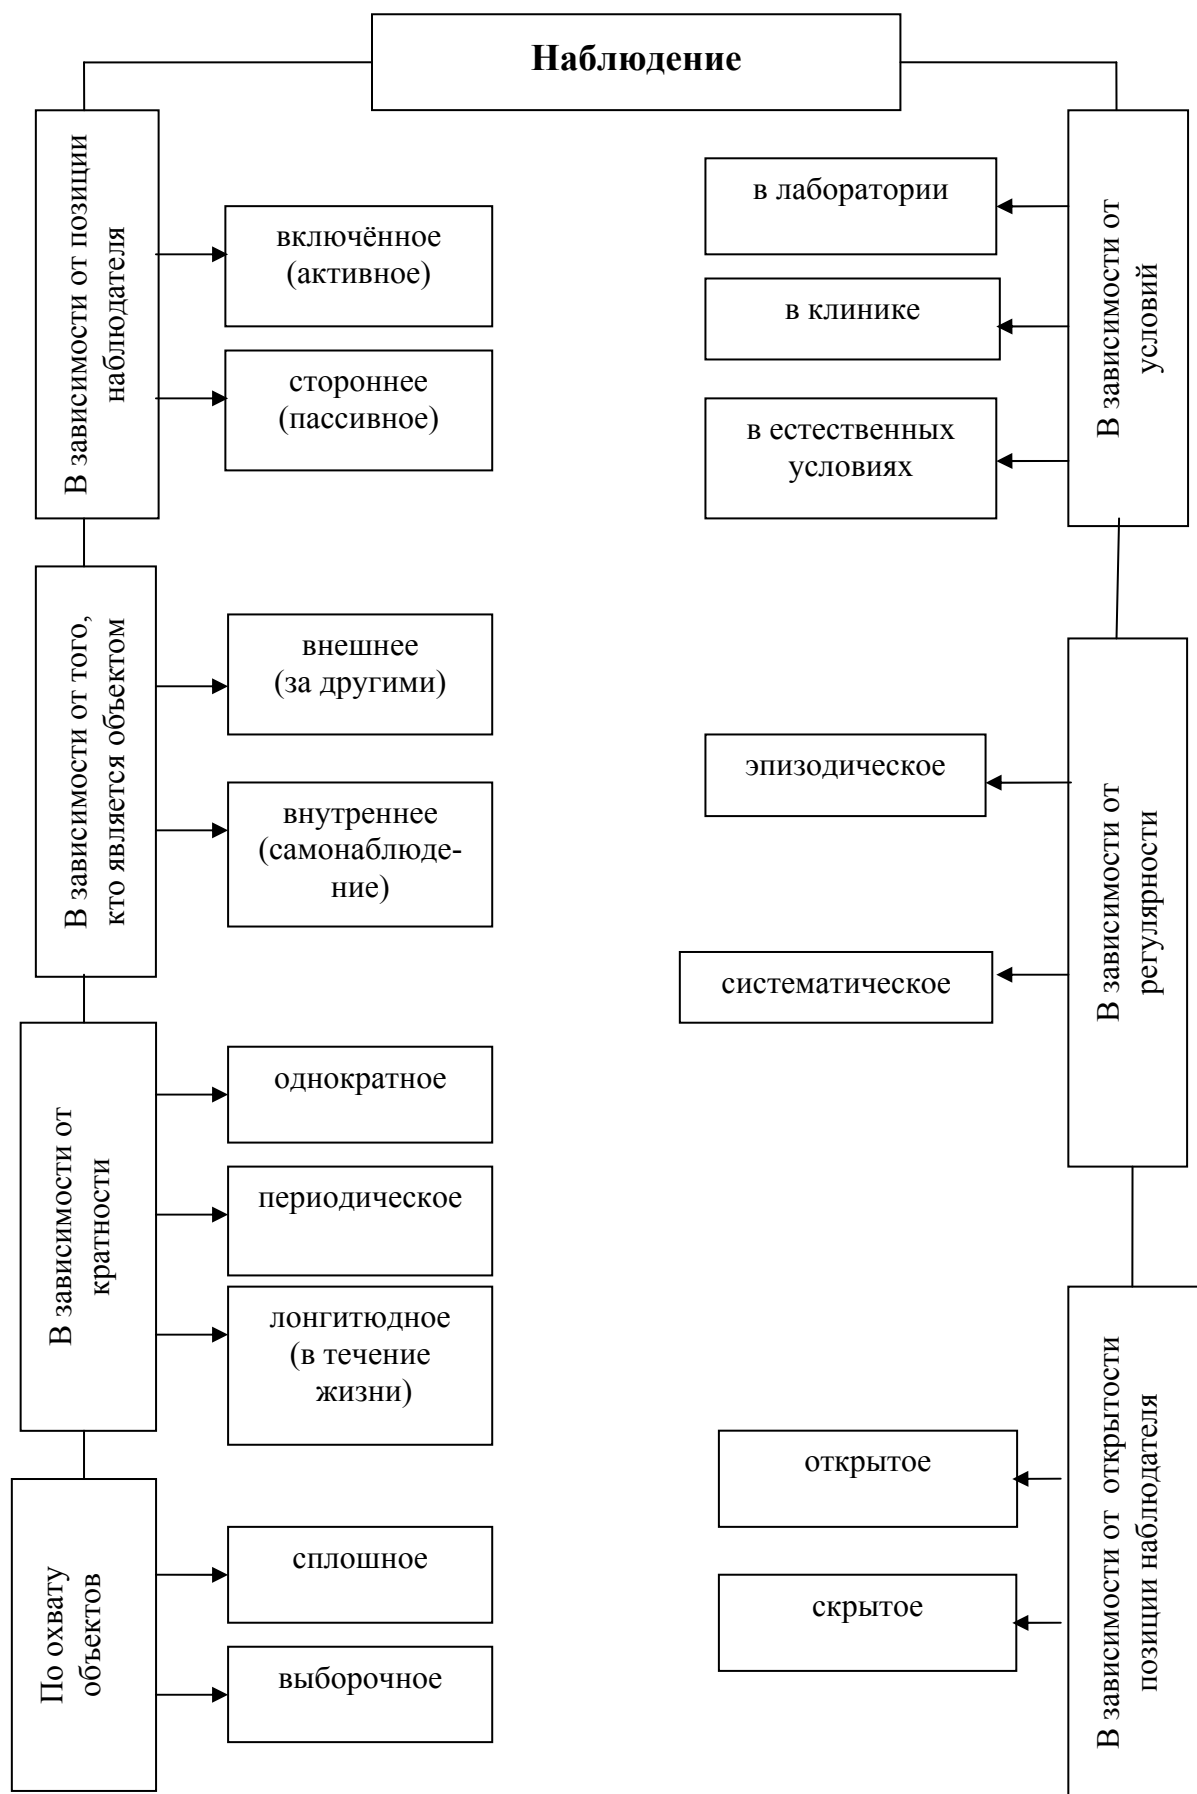 Наблюдение
В зависимости от позиции
наблюдателя
включённое
(активное)
стороннее
(пассивное)
В зависимости от того,
кто является объектом
внешнее
(за другими)
внутреннее
(самонаблюде-
ние)
В зависимости от
кратности
однократное
периодическое
лонгитюдное
(в течение
жизни)
По охвату
объектов
сплошное
выборочное
В зависимости от
условий
в лаборатории
в клинике
в естественных
условиях
В зависимости от
регулярности
эпизодическое
систематическое
В зависимости от открытости
позиции наблюдателя
открытое
скрытое